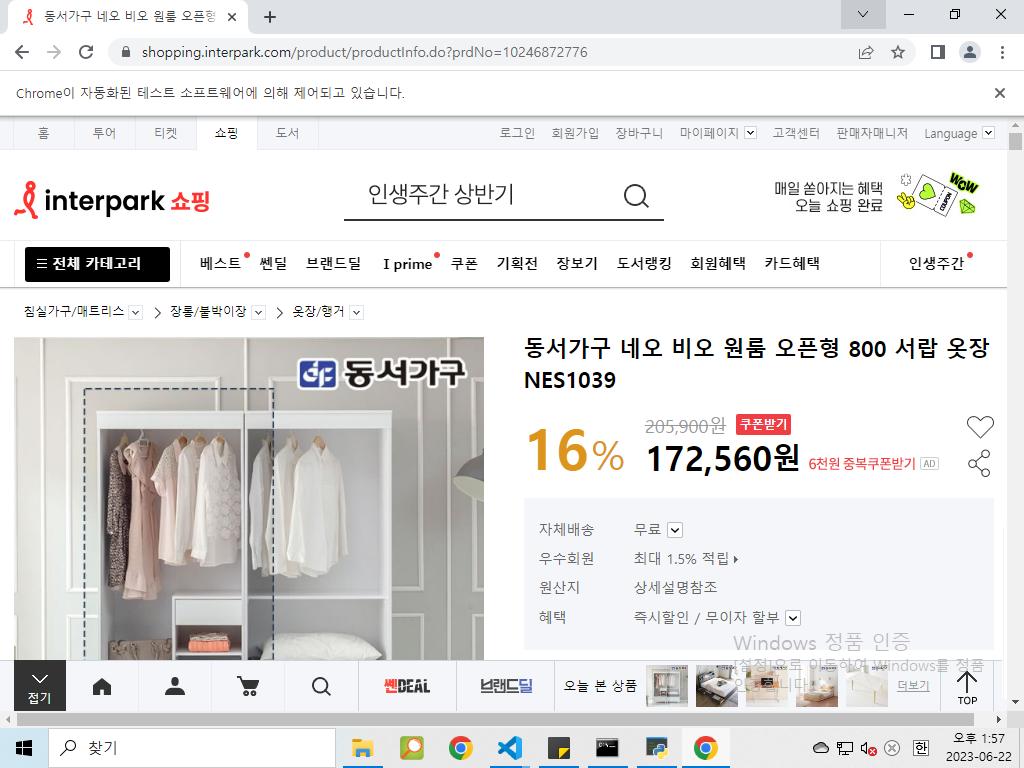 동서가구 네오 비오 원룸 오픈형
shopping.interpark.com/product/productInfo.do?prdNo=10246872776
Chrome이 자동화된 테스트 소프트웨어에 의해 제어되고 있습니다.
홈 투어 티켓 쇼핑 도서 로그인 회원가입 장바구니 마이페이지 고객센터 판매자매니저 Language
interpark 쇼핑
인생주간 상반기
매일 쏟아지는 혜택
오늘 쇼핑 완료
WOW
COUPON
전체 카테고리 베스트 쎈딜 브랜드딜 I prime 쿠폰 기획전 장보기 도서랭킹 회원혜택 카드혜택 인생주간
침실가구/매트리스 장롱/붙박이장 옷장/행거
동서가구
동서가구 네오 비오 원룸 오픈형 800 서랍 옷장
NES1039
16%
205,900원 쿠폰받기
172,560원 6천원 중복쿠폰받기 AD
자체배송 무료
우수회원 최대 1.5% 적립
원산지 상세설명참조
혜택 즉시할인 / 무이자 할부
Windows 정품 인증
[설정]으로 이동하여 Windows를 정품
접기
쎈DEAL
브랜드딜
오늘 본 상품
더보기
TOP
찾기
한
오후 1:57
2023-06-22